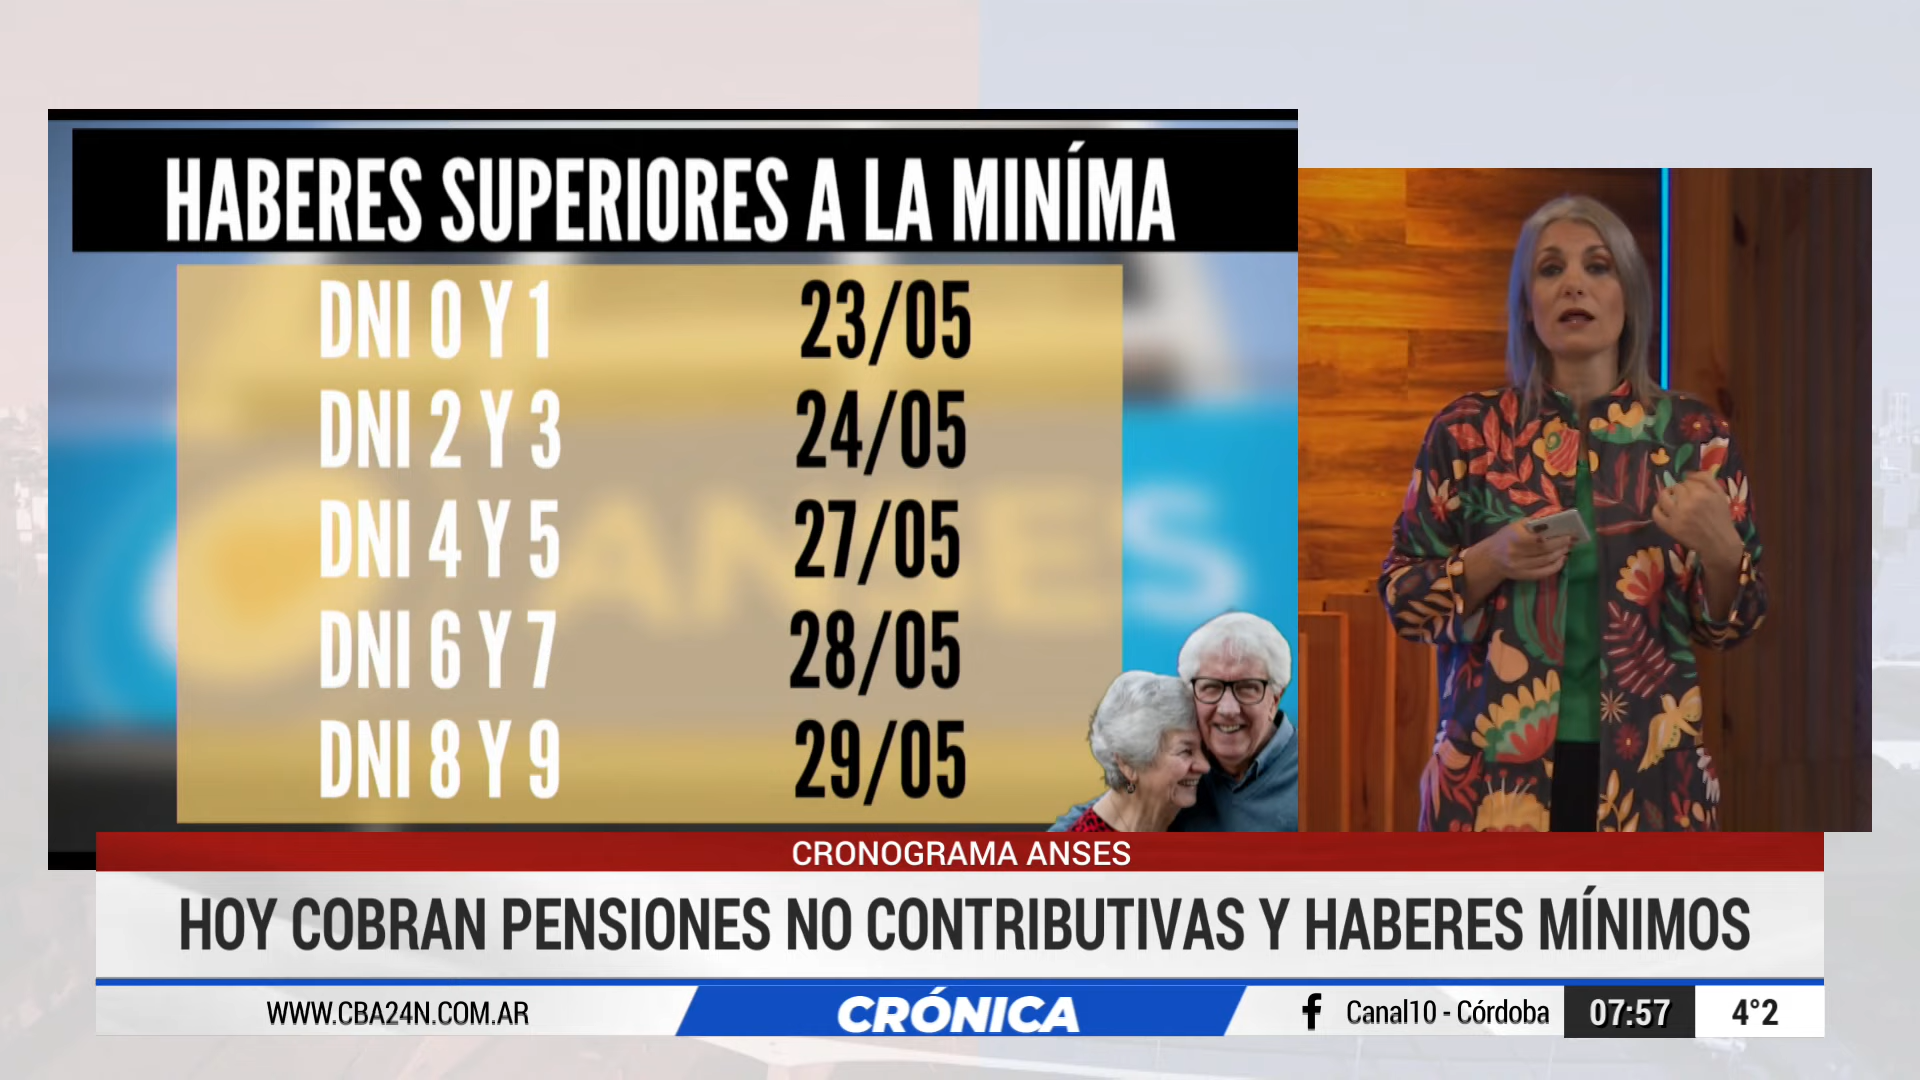 HABERES SUPERIORES A LA MINÍMA
DNI 0 Y 1 23/05
DNI 2 Y 3 24/05
DNI 4 Y 5 27/05
DNI 6 Y 7 28/05
DNI 8 Y 9 29/05
ANSES
CRONOGRAMA ANSES
HOY COBRAN PENSIONES NO CONTRIBUTIVAS Y HABERES MÍNIMOS
WWW.CBA24N.COM.AR
CRÓNICA
f Canal10 - Córdoba
07:57
4°2